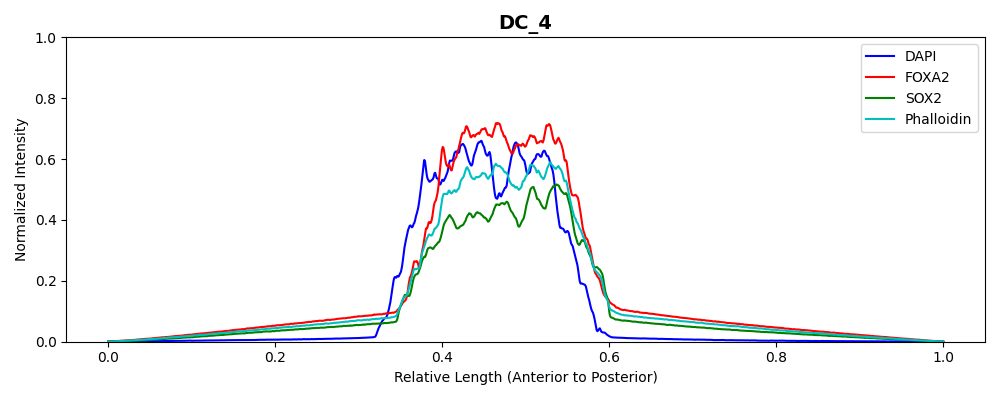 DC_4
1.0
0.8
0.6
0.4
0.2
0.0
Normalized Intensity
DAPI
FOXA2
SOX2
Phalloidin
0.0 0.2 0.4 0.6 0.8 1.0
Relative Length (Anterior to Posterior)